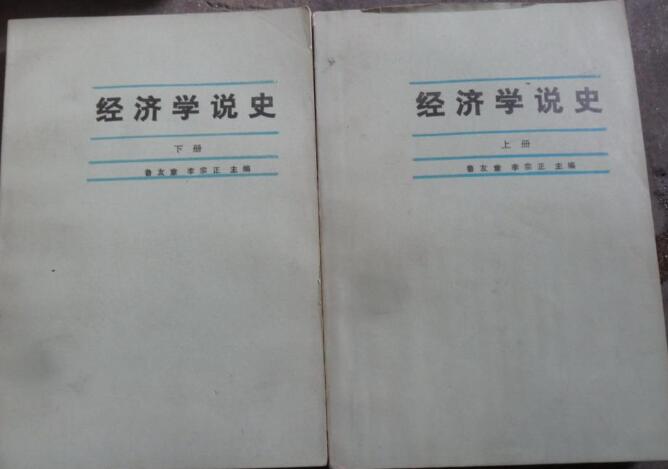 经济学说史
下册
鲁友章 李宗正 主编
经济学说史
上册
鲁友章 李宗正 主编